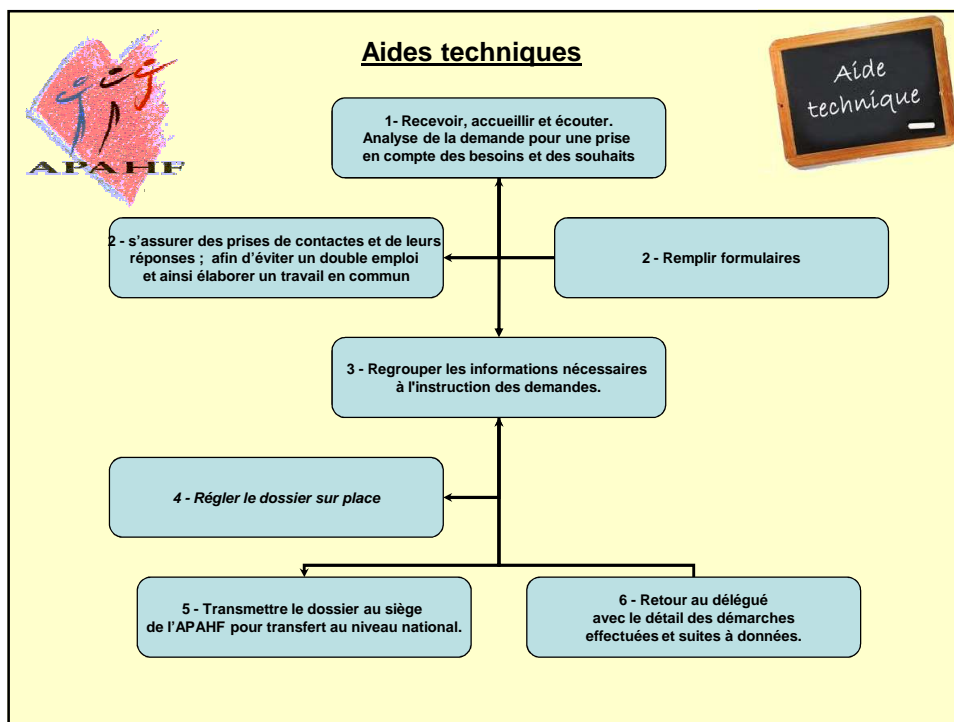 Aides techniques
Aide
technique
APAHF
1- Recevoir, accueillir et écouter.
Analyse de la demande pour une prise
en compte des besoins et des souhaits
2 - s'assurer des prises de contactes et de leurs
réponses ; afin d'éviter un double emploi
et ainsi élaborer un travail en commun
2 - Remplir formulaires
3 - Regrouper les informations nécessaires
à l'instruction des demandes.
4 - Régler le dossier sur place
5 - Transmettre le dossier au siège
de l'APAHF pour transfert au niveau national.
6 - Retour au délégué
avec le détail des démarches
effectuées et suites à données.